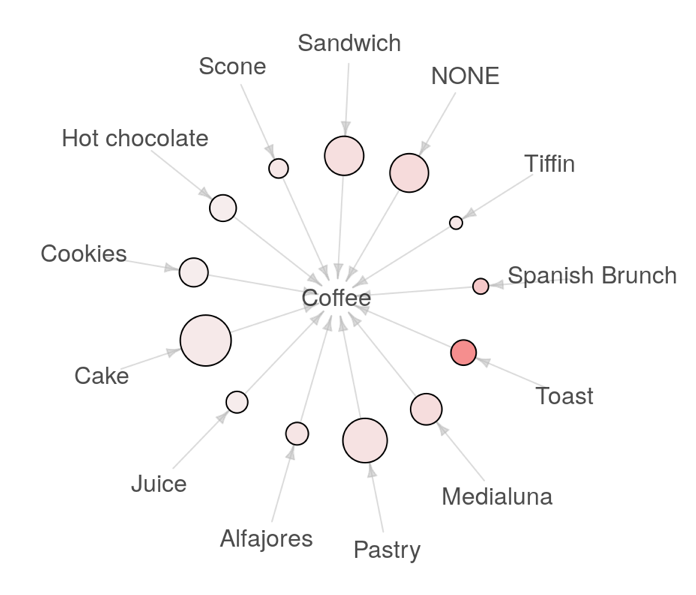 Sandwich
Scone
NONE
Hot chocolate
Tiffin
Cookies
Spanish Brunch
Coffee
Cake
Toast
Juice
Medialuna
Alfajores
Pastry